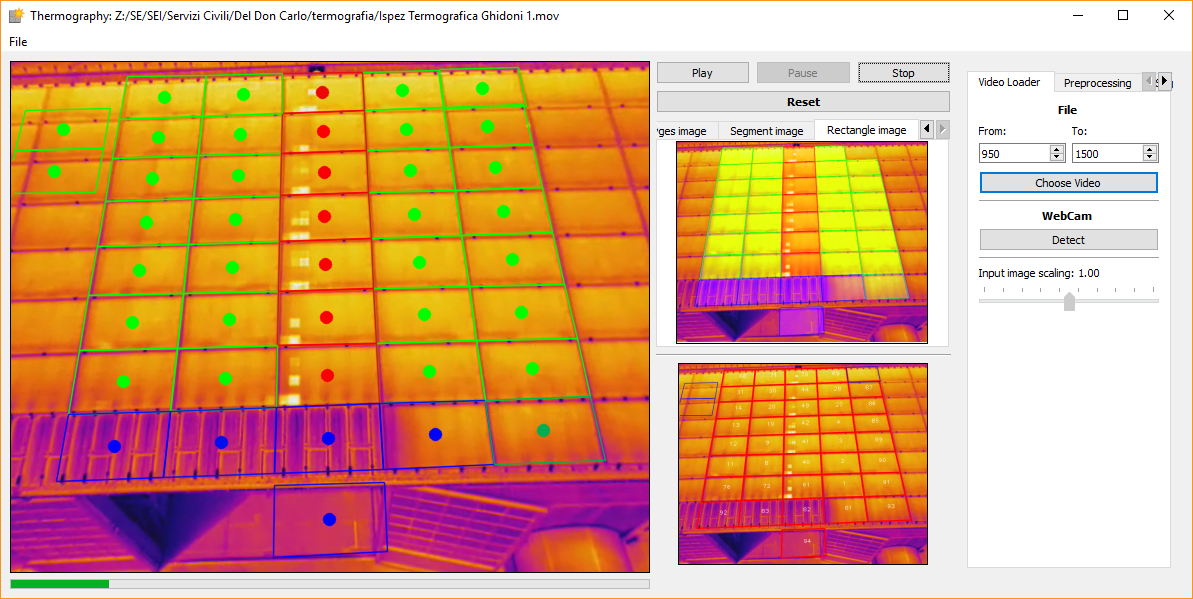 Thermography: Z:/SE/SEI/Servizi Civili/Del Don Carlo/termografia/Ispez Termografica Ghidoni 1.mov
File
Play Pause Stop
Reset
ges image Segment image Rectangle image
Video Loader Preprocessing
File
From: To:
950 1500
Choose Video
WebCam
Detect
Input image scaling: 1.00